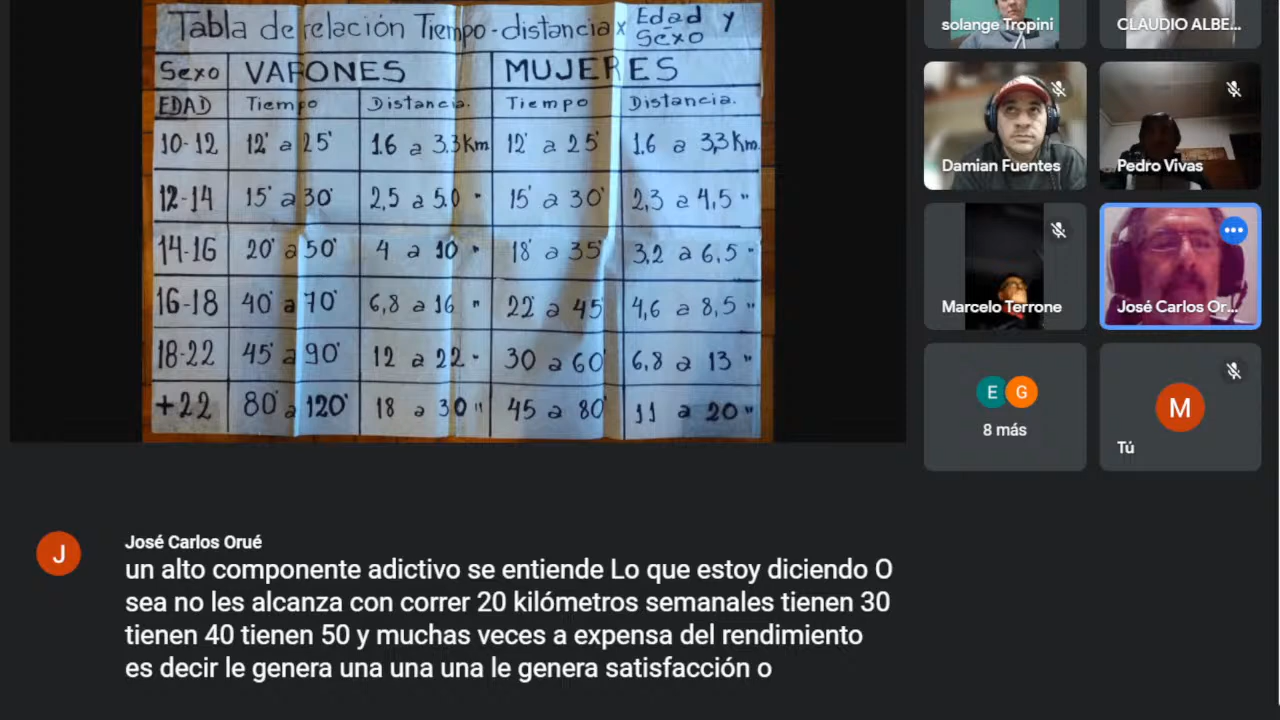 Tabla de relación Tiempo-distancia x Edad y Sexo
Sexo VARONES MUJERES
EDAD Tiempo Distancia. Tiempo Distancia.
10-12 12' a 25' 1.6 a 3.3 Km 12' a 25' 1.6 a 3,3 Km.
12-14 15' a 30' 2,5 a 5.0 " 15' a 30' 2,3 a 4,5 "
14-16 20' a 50' 4 a 10 " 18' a 35' 3,2 a 6,5 "
16-18 40' a 70' 6,8 a 16 " 22' a 45' 4,6 a 8,5 "
18-22 45' a 90' 12 a 22 " 30 a 60' 6,8 a 13 "
+22 80' a 120' 18 a 30 " 45 a 80' 11 a 20 "
solange Tropini
CLAUDIO ALBE...
Damian Fuentes
Pedro Vivas
Marcelo Terrone
José Carlos Or...
E G
8 más
M
Tú
J
José Carlos Orué
un alto componente adictivo se entiende Lo que estoy diciendo O
sea no les alcanza con correr 20 kilómetros semanales tienen 30
tienen 40 tienen 50 y muchas veces a expensa del rendimiento
es decir le genera una una una le genera satisfacción o